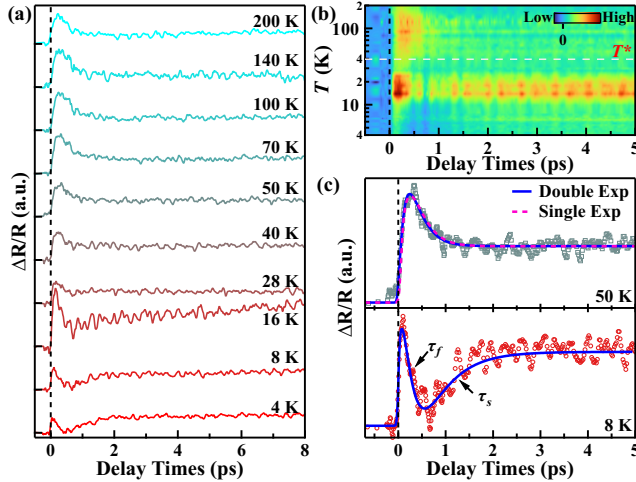 (a)
200 K
140 K
100 K
70 K
50 K
40 K
28 K
16 K
8 K
4 K
ΔR/R (a.u.)
0 2 4 6 8
Delay Times (ps)
(b)
Low High
0
T*
T (K)
100
10
2
4
2
4
0 1 2 3 4 5
Delay Times (ps)
(c)
Double Exp
Single Exp
50 K
τf
τs
8 K
ΔR/R (a.u.)
0 1 2 3 4 5
Delay Times (ps)